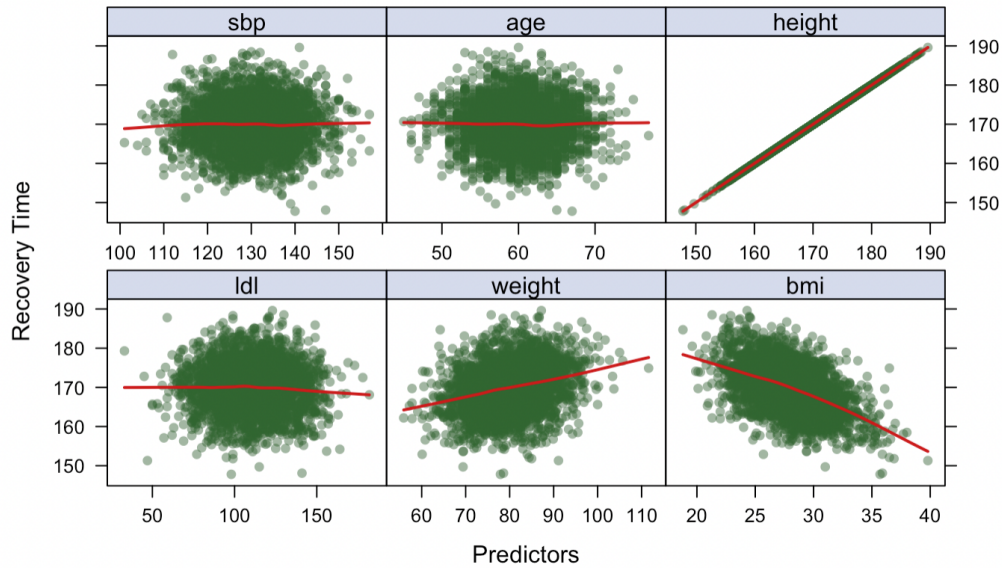 sbp age height
190
180
170
160
150
100 110 120 130 140 150 50 60 70 150 160 170 180 190
ldl weight bmi
190
180
170
160
150
50 100 150 60 70 80 90 100 110 20 25 30 35 40
Recovery Time
Predictors